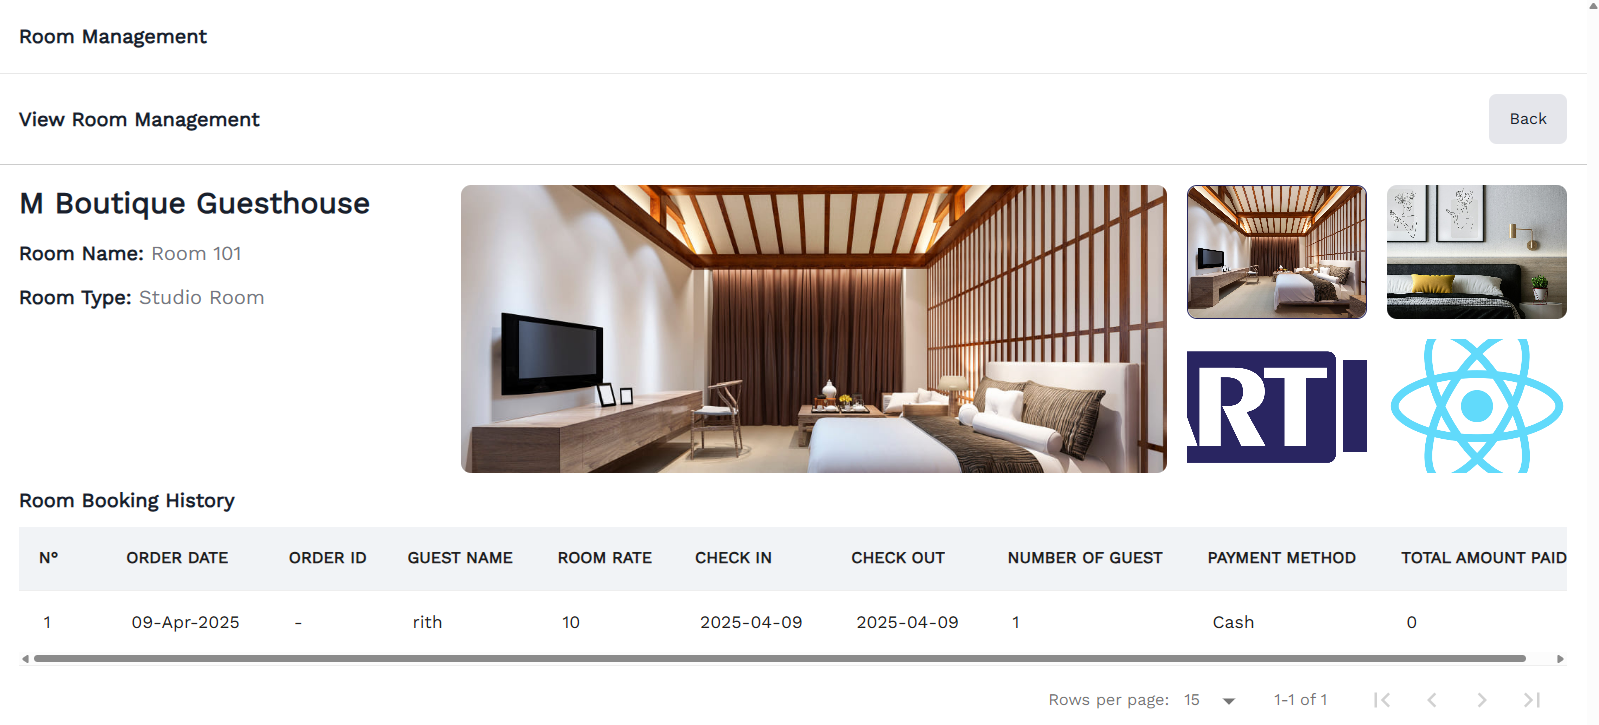 Room Management
View Room Management
Back
M Boutique Guesthouse
Room Name: Room 101
Room Type: Studio Room
ARTI
Room Booking History
N° ORDER DATE ORDER ID GUEST NAME ROOM RATE CHECK IN CHECK OUT NUMBER OF GUEST PAYMENT METHOD TOTAL AMOUNT PAID
1 09-Apr-2025 - rith 10 2025-04-09 2025-04-09 1 Cash 0
Rows per page: 15 1-1 of 1